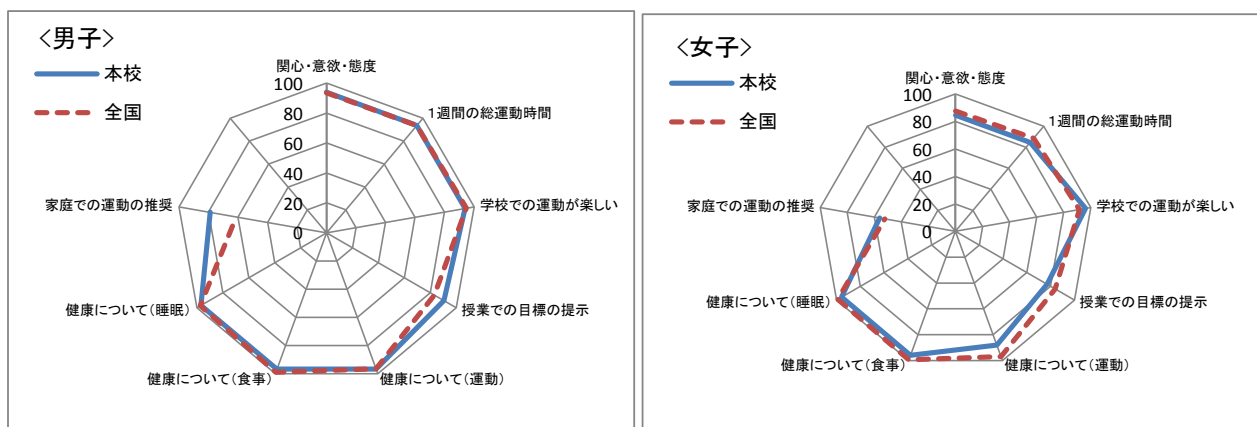 <男子>
本校
全国
関心・意欲・態度
1週間の総運動時間
学校での運動が楽しい
授業での目標の提示
健康について(運動)
健康について(食事)
健康について(睡眠)
家庭での運動の推奨
100
80
60
40
20
0
<女子>
本校
全国
関心・意欲・態度
1週間の総運動時間
学校での運動が楽しい
授業での目標の提示
健康について(運動)
健康について(食事)
健康について(睡眠)
家庭での運動の推奨
100
80
60
40
20
0